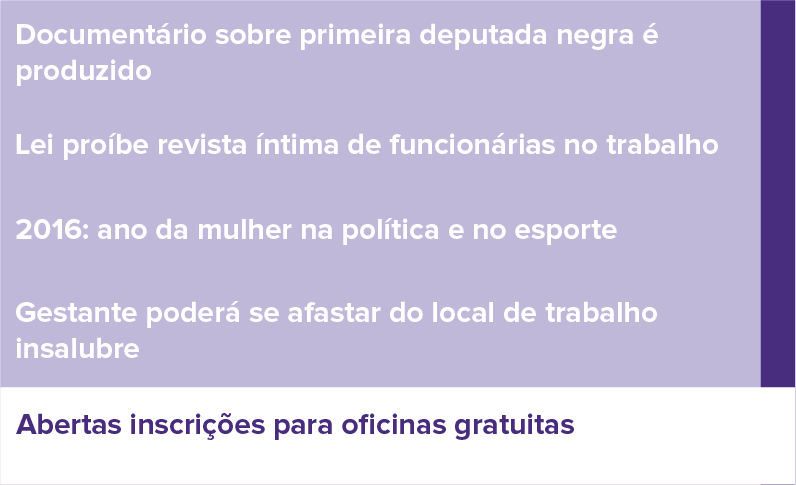 Documentário sobre primeira deputada negra é
produzido
Lei proíbe revista íntima de funcionárias no trabalho
2016: ano da mulher na política e no esporte
Gestante poderá se afastar do local de trabalho
insalubre
Abertas inscrições para oficinas gratuitas